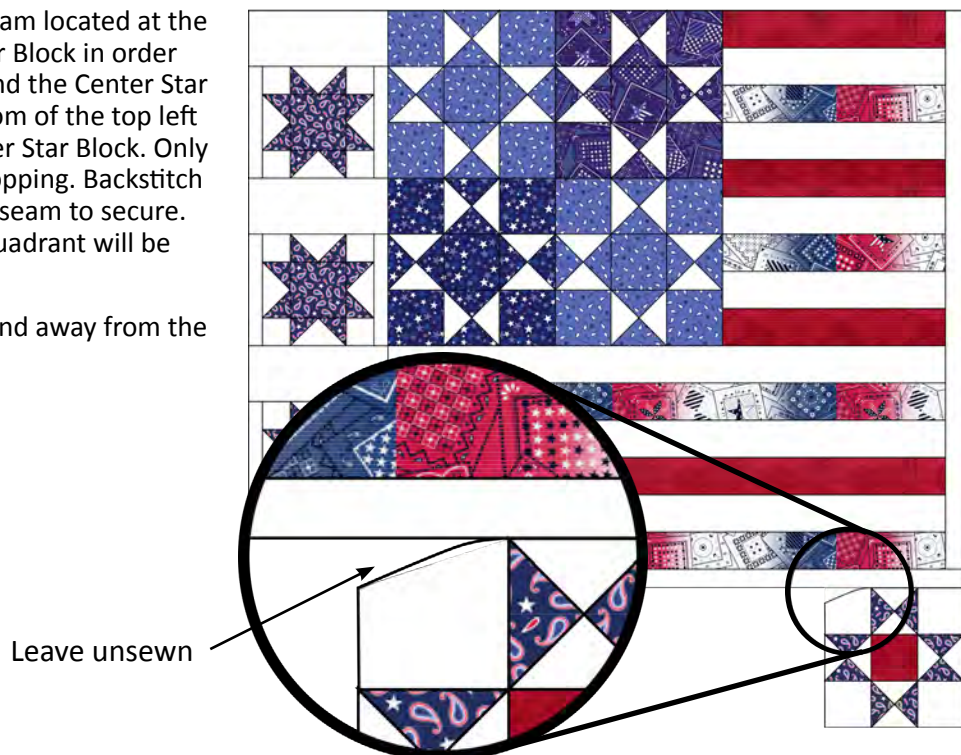 am located at the
r Block in order
nd the Center Star
om of the top left
er Star Block. Only
opping. Backstitch
seam to secure.
uadrant will be
nd away from the
Leave unsewn